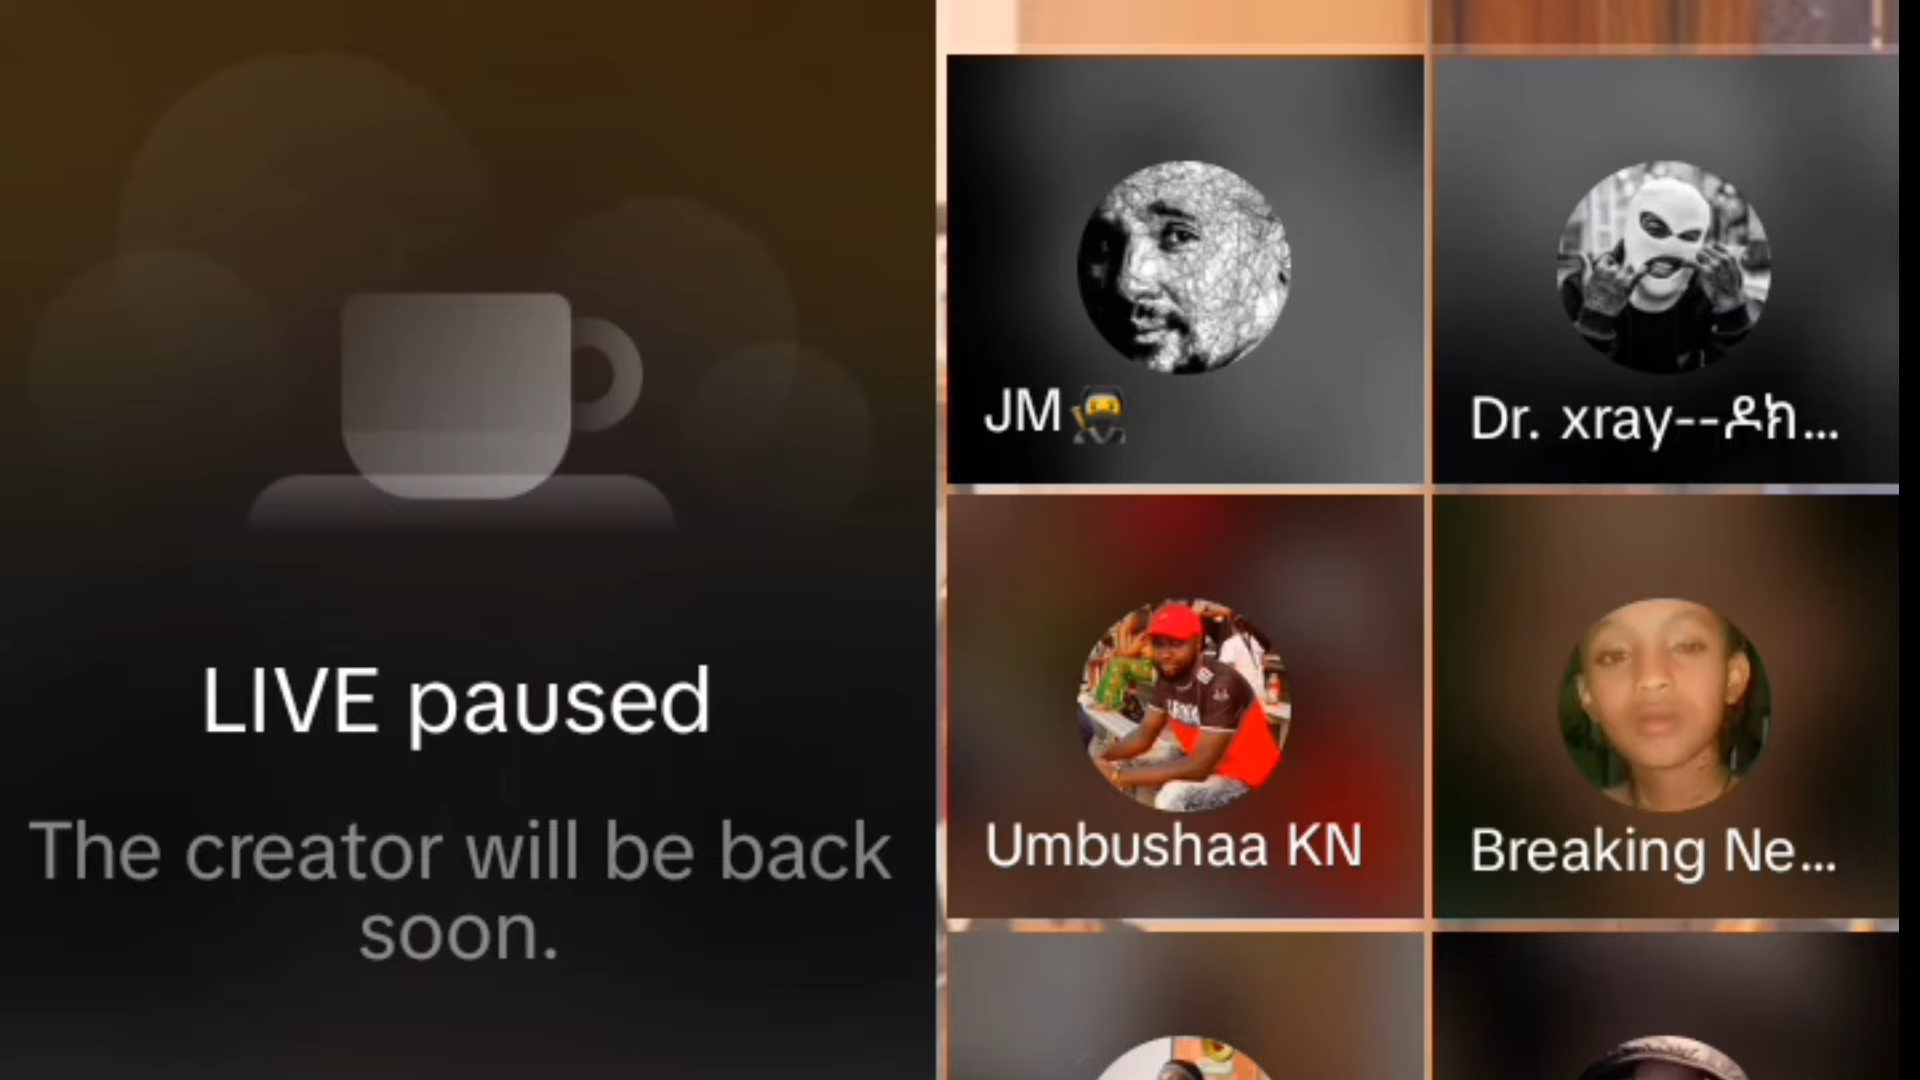 LIVE paused
The creator will be back
soon.
JM🥷
Dr. xray--ዶክ...
Umbushaa KN
Breaking Ne...